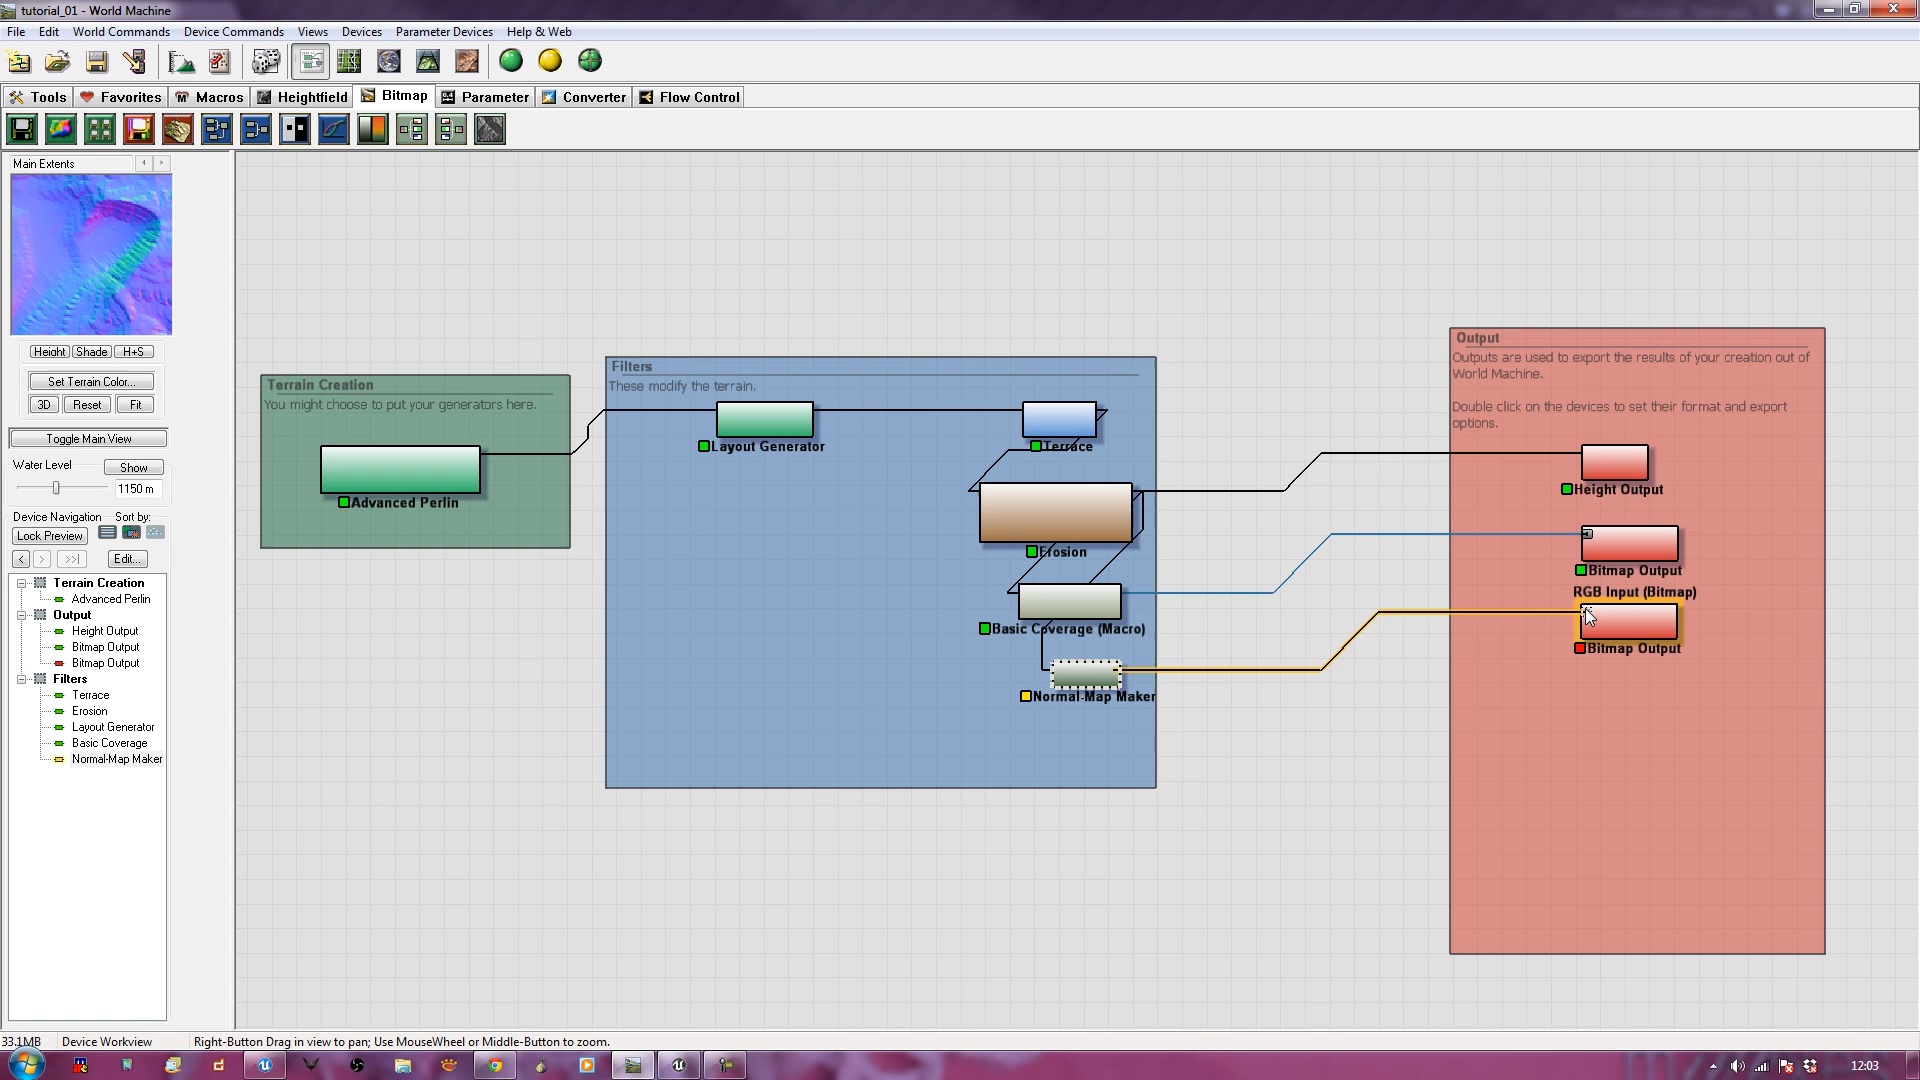 tutorial_01 - World Machine
File Edit World Commands Device Commands Views Devices Parameter Devices Help & Web
Tools Favorites Macros Heightfield Bitmap Parameter Converter Flow Control
Main Extents
Height Shade H+S
Set Terrain Color...
3D Reset Fit
Toggle Main View
Water Level Show
1150 m
Device Navigation Sort by:
Lock Preview
< > >>| Edit...
Terrain Creation
Advanced Perlin
Output
Height Output
Bitmap Output
Bitmap Output
Filters
Terrace
Erosion
Layout Generator
Basic Coverage
Normal-Map Maker
Terrain Creation
You might choose to put your generators here.
Advanced Perlin
Filters
These modify the terrain.
Layout Generator
Terrace
Erosion
Basic Coverage (Macro)
Normal-Map Maker
Output
Outputs are used to export the results of your creation out of
World Machine.
Double click on the devices to set their format and export
options.
Height Output
Bitmap Output
RGB Input (Bitmap)
Bitmap Output
33.1MB Device Workview Right-Button Drag in view to pan; Use MouseWheel or Middle-Button to zoom.
12:03